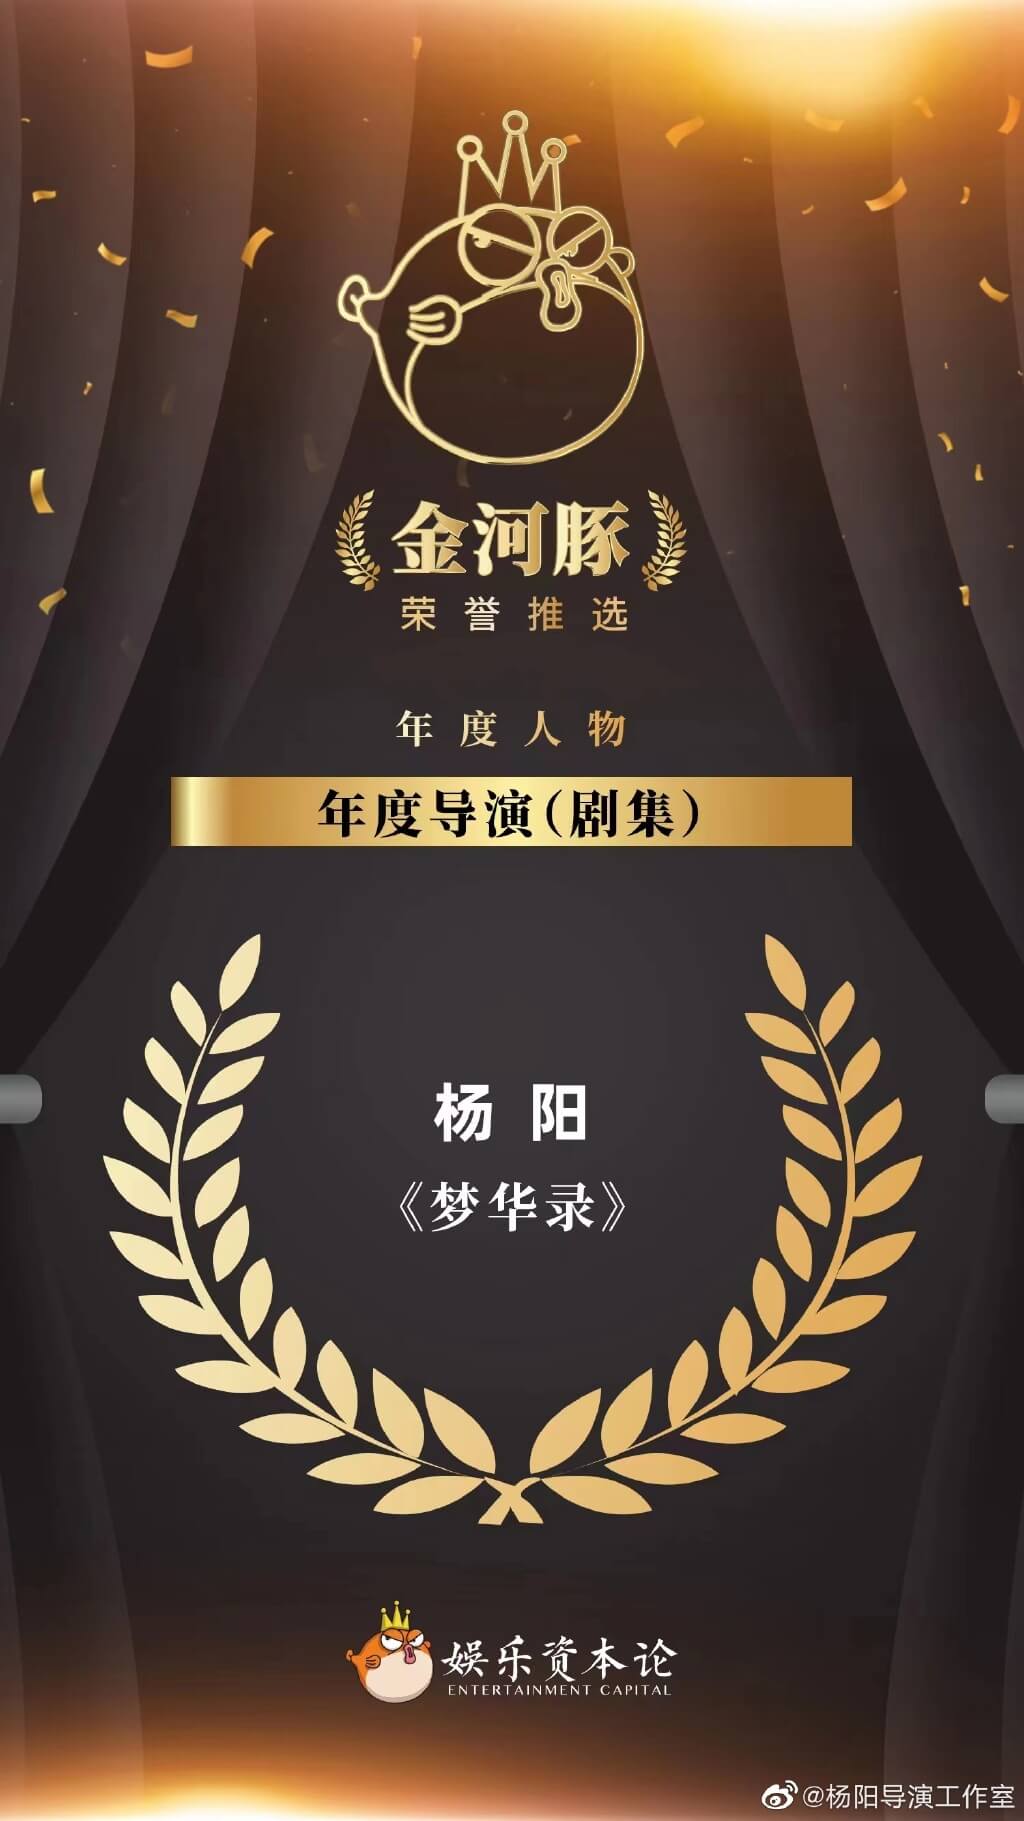 金河豚
荣誉推选
年度人物
年度导演(剧集)
杨阳
《梦华录》
娱乐资本论
ENTERTAINMENT CAPITAL
@杨阳导演工作室